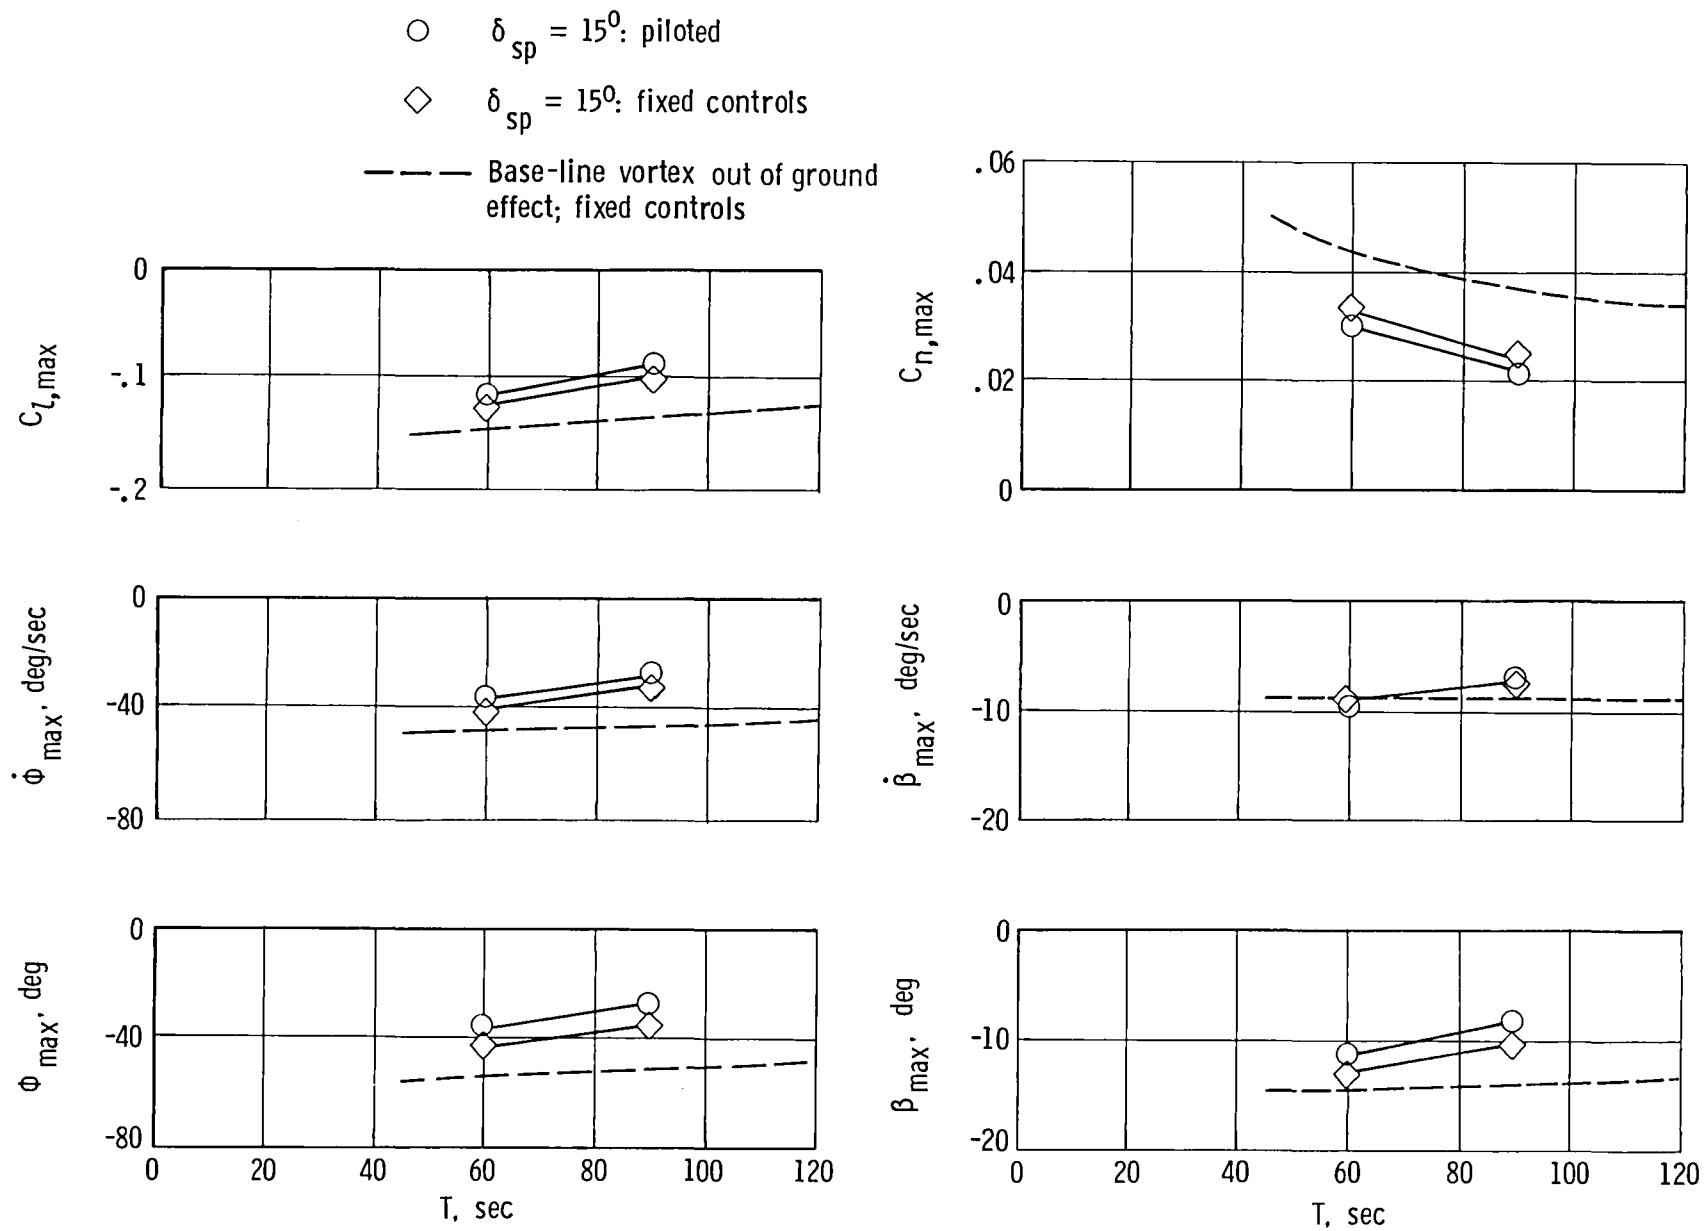 δsp = 15⁰: piloted
δsp = 15⁰: fixed controls
Base-line vortex out of ground
effect; fixed controls
0
-.1
-.2
Cl,max
.06
.04
.02
0
Cn,max
0
-40
-80
φ̇max, deg/sec
0
-10
-20
β̇max, deg/sec
0
-40
-80
φmax, deg
0 20 40 60 80 100 120
T, sec
0
-10
-20
βmax, deg
0 20 40 60 80 100 120
T, sec